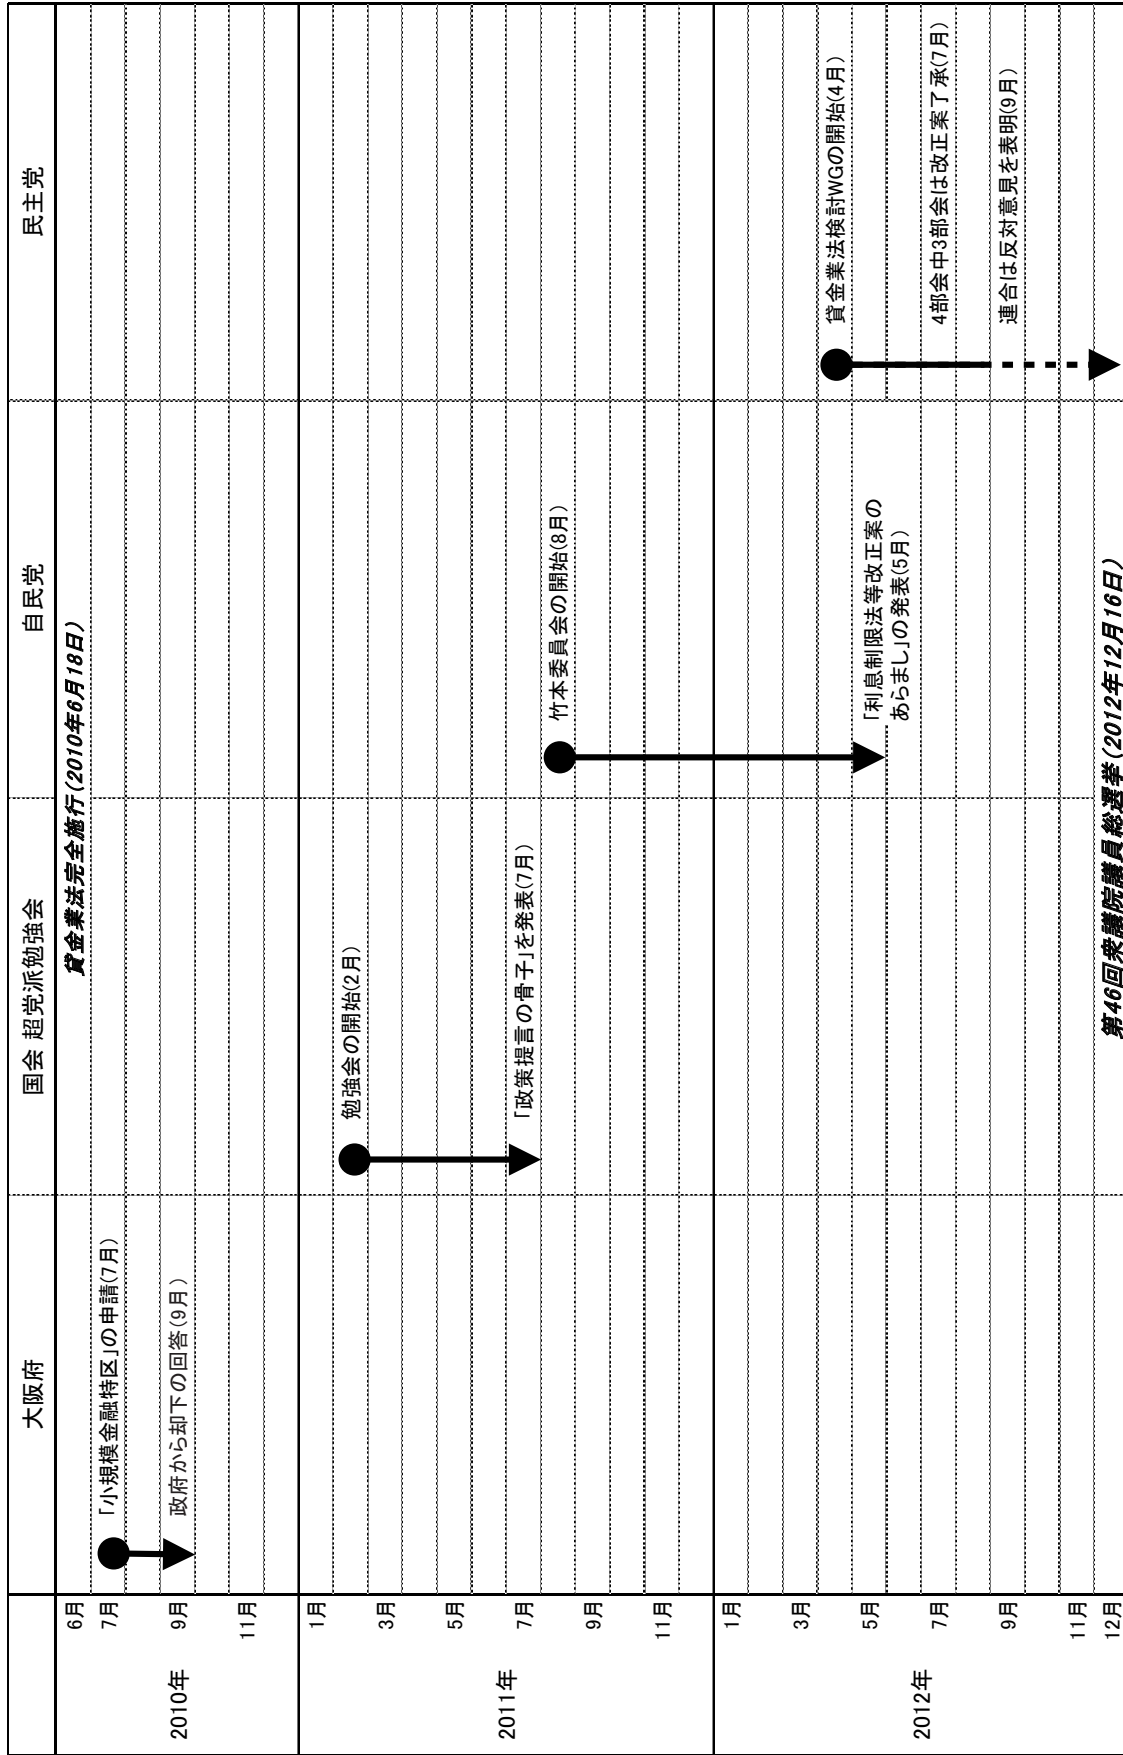 大阪府
国会 超党派勉強会
自民党
民主党
2010年
6月
貸金業法完全施行(2010年6月18日)
7月
「小規模金融特区」の申請(7月)
9月
政府から却下の回答(9月)
11月
2011年
1月
勉強会の開始(2月)
3月
5月
7月
「政策提言の骨子」を発表(7月)
竹本委員会の開始(8月)
9月
11月
2012年
1月
3月
貸金業法検討WGの開始(4月)
5月
「利息制限法等改正案の
あらまし」の発表(5月)
7月
4部会中3部会は改正案了承(7月)
9月
連合は反対意見を表明(9月)
11月
12月
第46回衆議院議員総選挙(2012年12月16日)